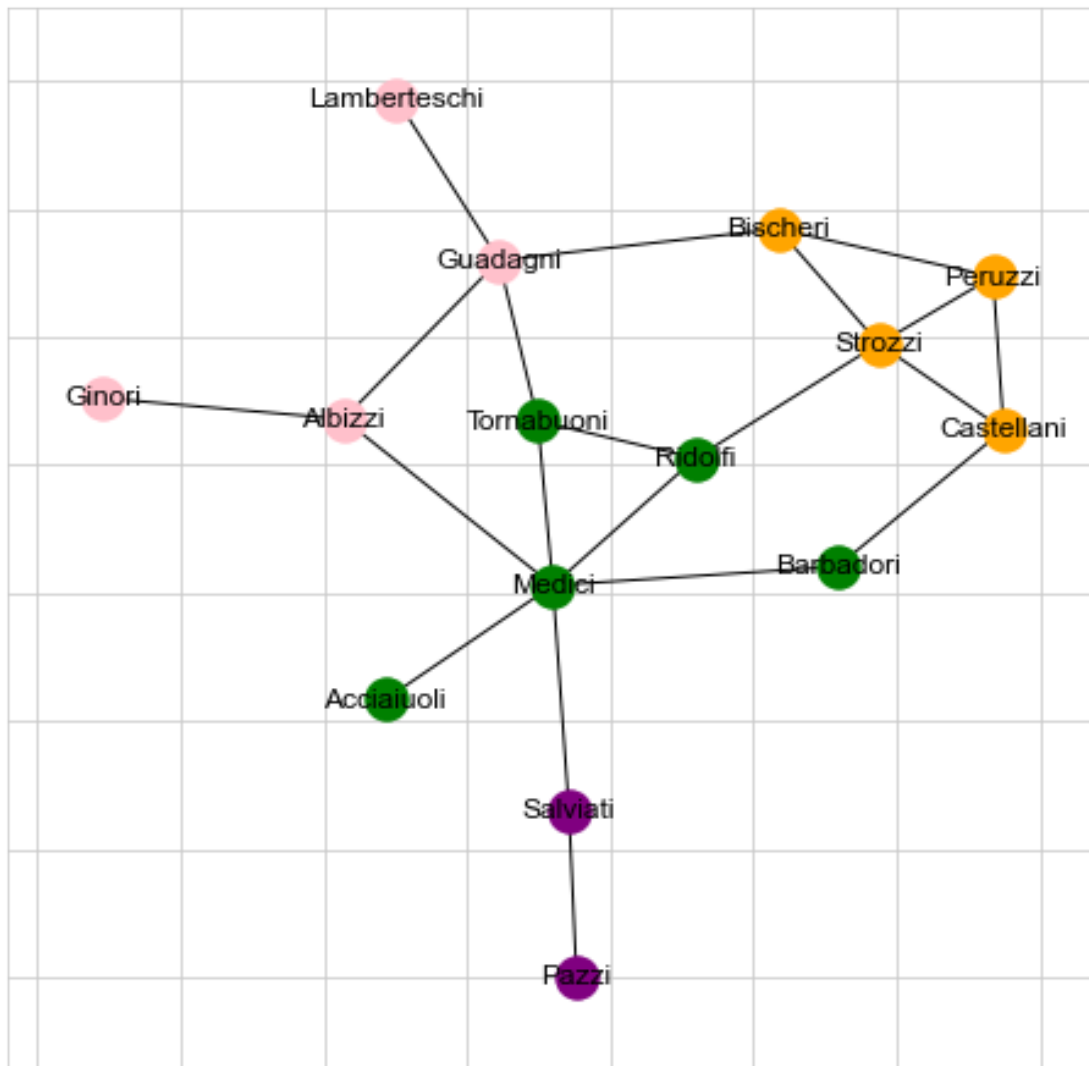 Lamberteschi
Bischeri
Guadagni
Peruzzi
Strozzi
Ginori
Albizzi
Tornabuoni
Castellani
Ridolfi
Barbadori
Medici
Acciaiuoli
Salviati
Pazzi